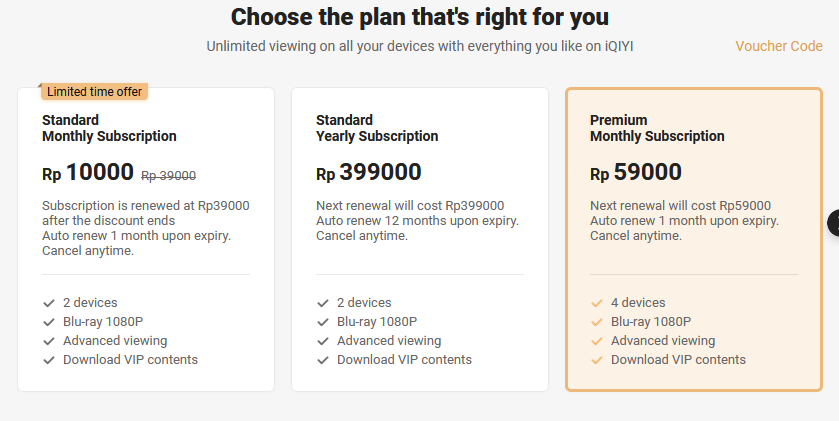 Choose the plan that's right for you
Unlimited viewing on all your devices with everything you like on iQIYI
Voucher Code
Limited time offer
Standard
Monthly Subscription
Rp 10000 Rp 39000
Subscription is renewed at Rp39000
after the discount ends
Auto renew 1 month upon expiry.
Cancel anytime.
2 devices
Blu-ray 1080P
Advanced viewing
Download VIP contents
Standard
Yearly Subscription
Rp 399000
Next renewal will cost Rp399000
Auto renew 12 months upon expiry.
Cancel anytime.
2 devices
Blu-ray 1080P
Advanced viewing
Download VIP contents
Premium
Monthly Subscription
Rp 59000
Next renewal will cost Rp59000
Auto renew 1 month upon expiry.
Cancel anytime.
4 devices
Blu-ray 1080P
Advanced viewing
Download VIP contents